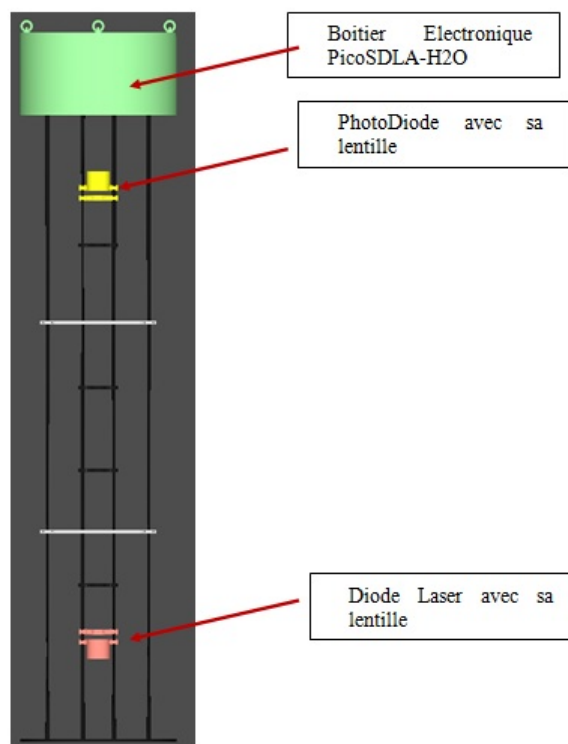 Boitier Electronique
PicoSDLA-H2O
PhotoDiode avec sa
lentille
Diode Laser avec sa
lentille